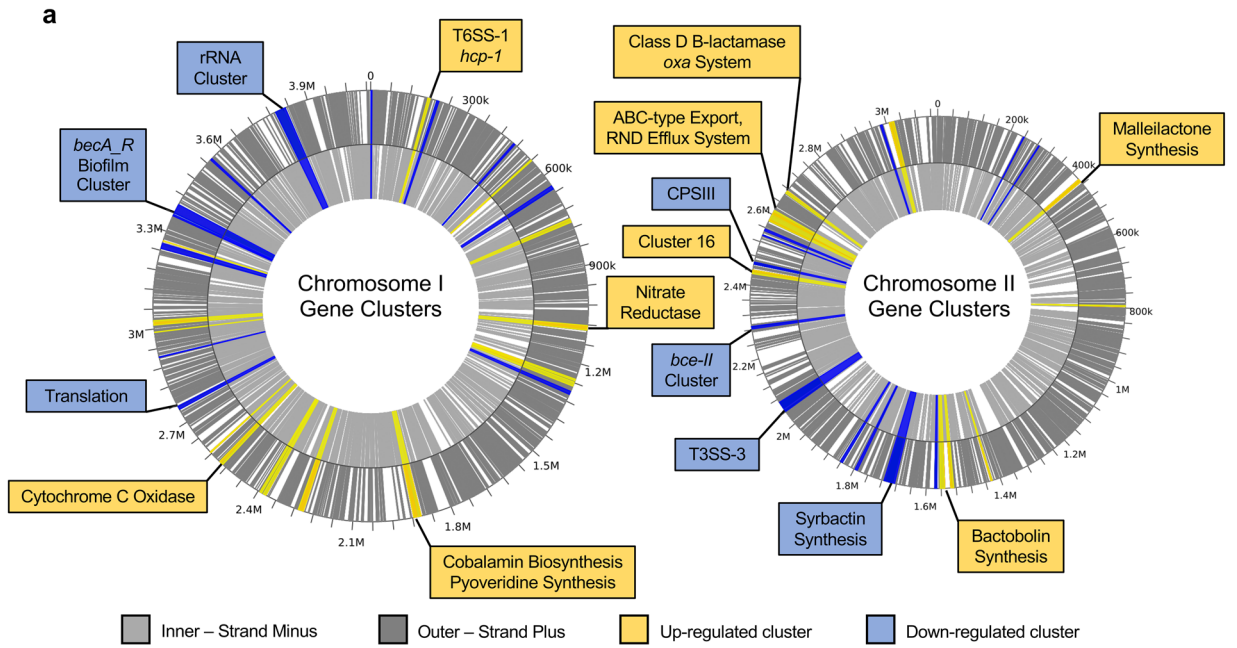 a
T6SS-1
hcp-1
rRNA
Cluster
becA_R
Biofilm
Cluster
Translation
Cytochrome C Oxidase
Cobalamin Biosynthesis
Pyoveridine Synthesis
Nitrate
Reductase
Chromosome I
Gene Clusters
0
300k
600k
900k
1.2M
1.5M
1.8M
2.1M
2.4M
2.7M
3M
3.3M
3.6M
3.9M
Class D B-lactamase
oxa System
ABC-type Export,
RND Efflux System
CPSIII
Cluster 16
bce-II
Cluster
T3SS-3
Syrbactin
Synthesis
Bactobolin
Synthesis
Malleilactone
Synthesis
Chromosome II
Gene Clusters
0
200k
400k
600k
800k
1M
1.2M
1.4M
1.6M
1.8M
2M
2.2M
2.4M
2.6M
2.8M
3M
Inner – Strand Minus
Outer – Strand Plus
Up-regulated cluster
Down-regulated cluster